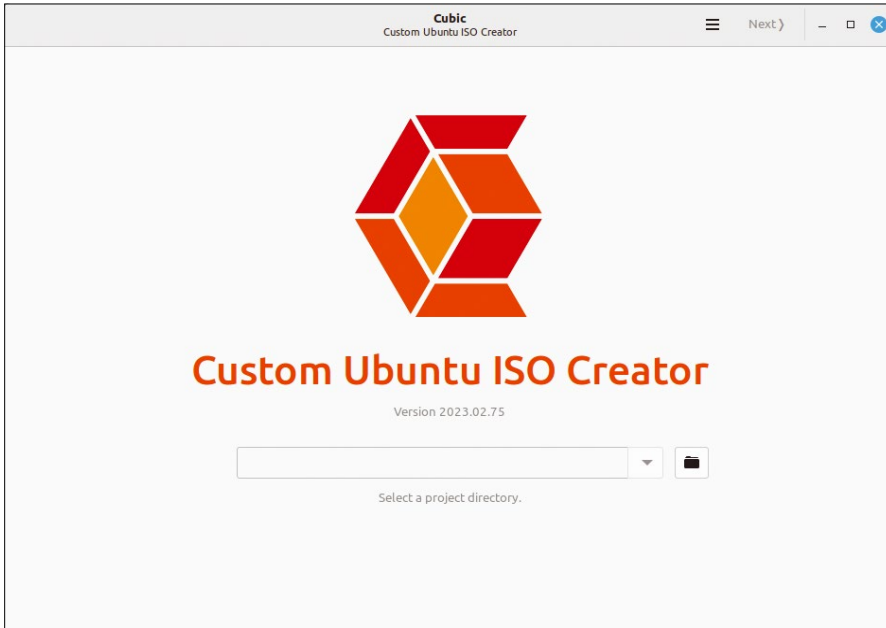 Cubic
Custom Ubuntu ISO Creator
Next
Custom Ubuntu ISO Creator
Version 2023.02.75
Select a project directory.